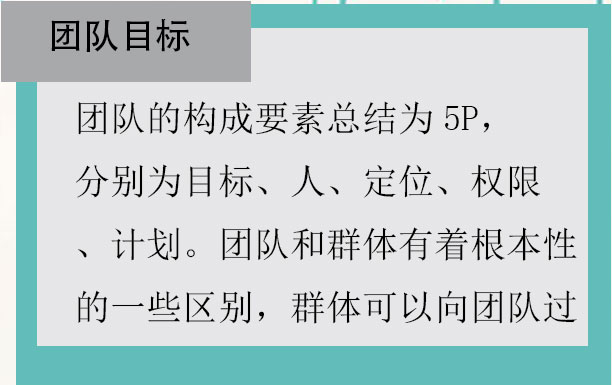 团队目标
团队的构成要素总结为 5P，
分别为目标、人、定位、权限
、计划。团队和群体有着根本性
的一些区别，群体可以向团队过